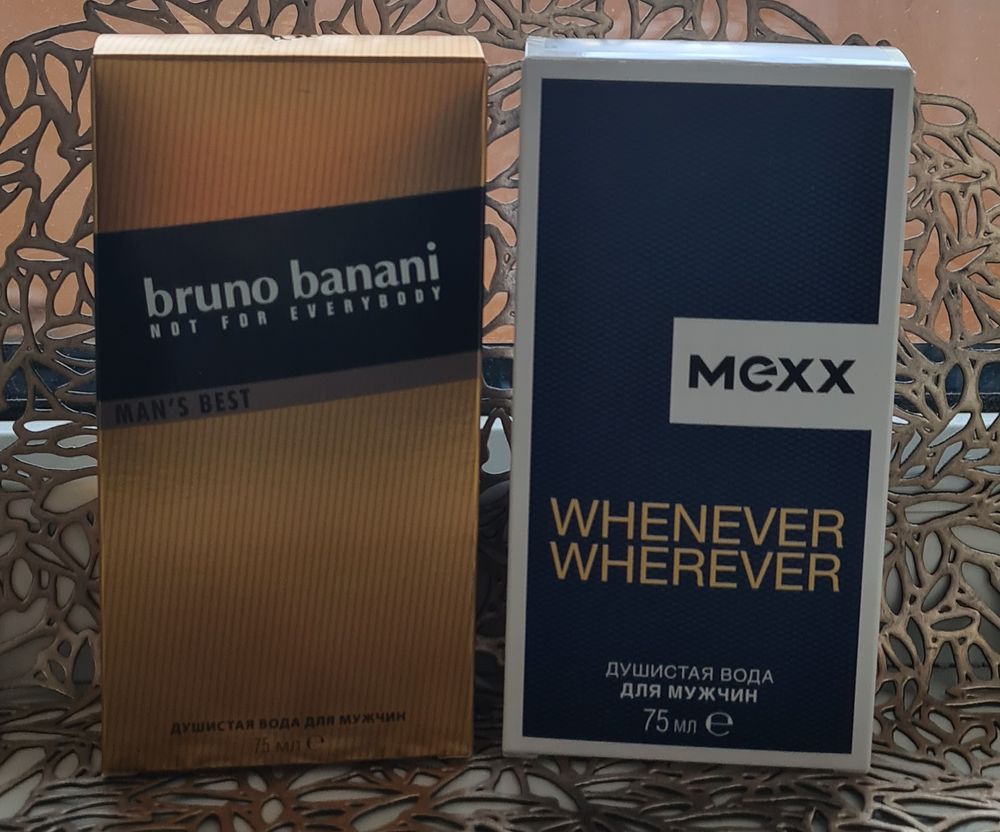 bruno banani
NOT FOR EVERYBODY
MAN'S BEST
ДУШИСТАЯ ВОДА ДЛЯ МУЖЧИН
75 МЛ ℮
mexx
WHENEVER
WHEREVER
ДУШИСТАЯ ВОДА
ДЛЯ МУЖЧИН
75 МЛ ℮